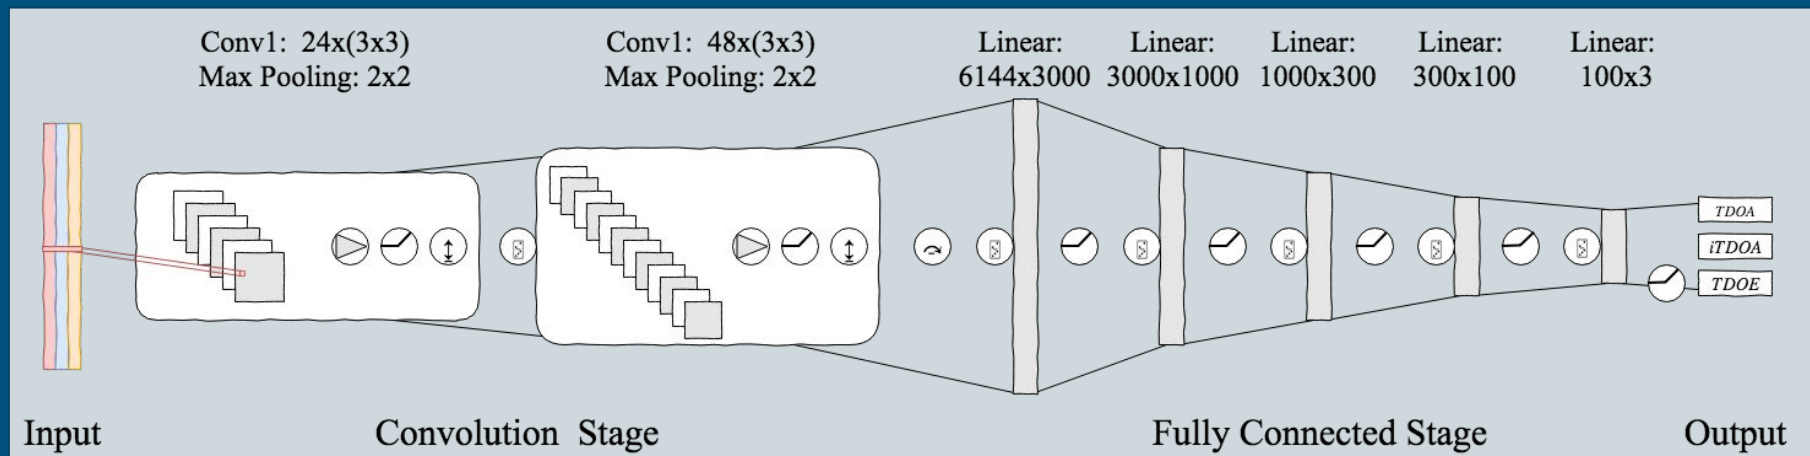 Conv1: 24x(3x3)
Max Pooling: 2x2
Conv1: 48x(3x3)
Max Pooling: 2x2
Linear:
6144x3000
Linear:
3000x1000
Linear:
1000x300
Linear:
300x100
Linear:
100x3
TDOA
iTDOA
TDOE
Input
Convolution Stage
Fully Connected Stage
Output